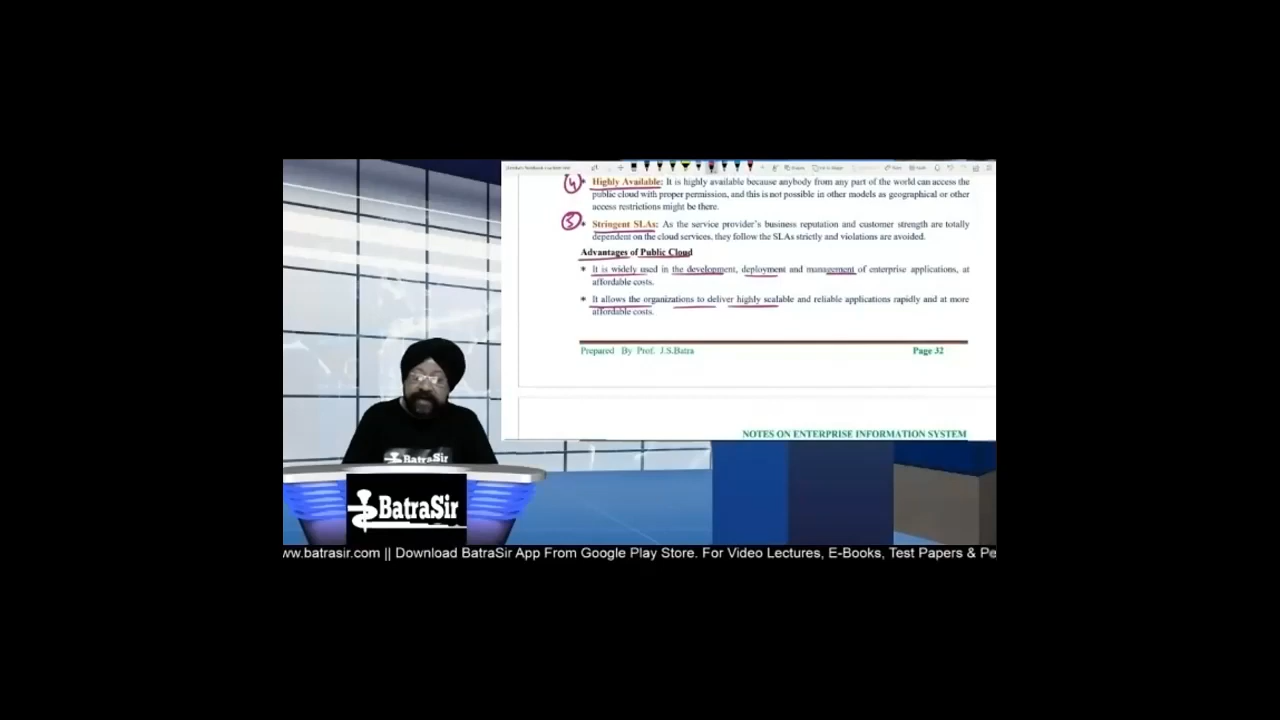 4
* Highly Available: It is highly available because anybody from any part of the world can access the
public cloud with proper permission, and this is not possible in other models as geographical or other
access restrictions might be there.
5
* Stringent SLAs: As the service provider's business reputation and customer strength are totally
dependent on the cloud services, they follow the SLAs strictly and violations are avoided.
Advantages of Public Cloud
* It is widely used in the development, deployment and management of enterprise applications, at
affordable costs.
* It allows the organizations to deliver highly scalable and reliable applications rapidly and at more
affordable costs.
Prepared By Prof. J.S.Batra
Page 32
NOTES ON ENTERPRISE INFORMATION SYSTEM
BatraSir
BatraSir
ww.batrasir.com || Download BatraSir App From Google Play Store. For Video Lectures, E-Books, Test Papers & Pe